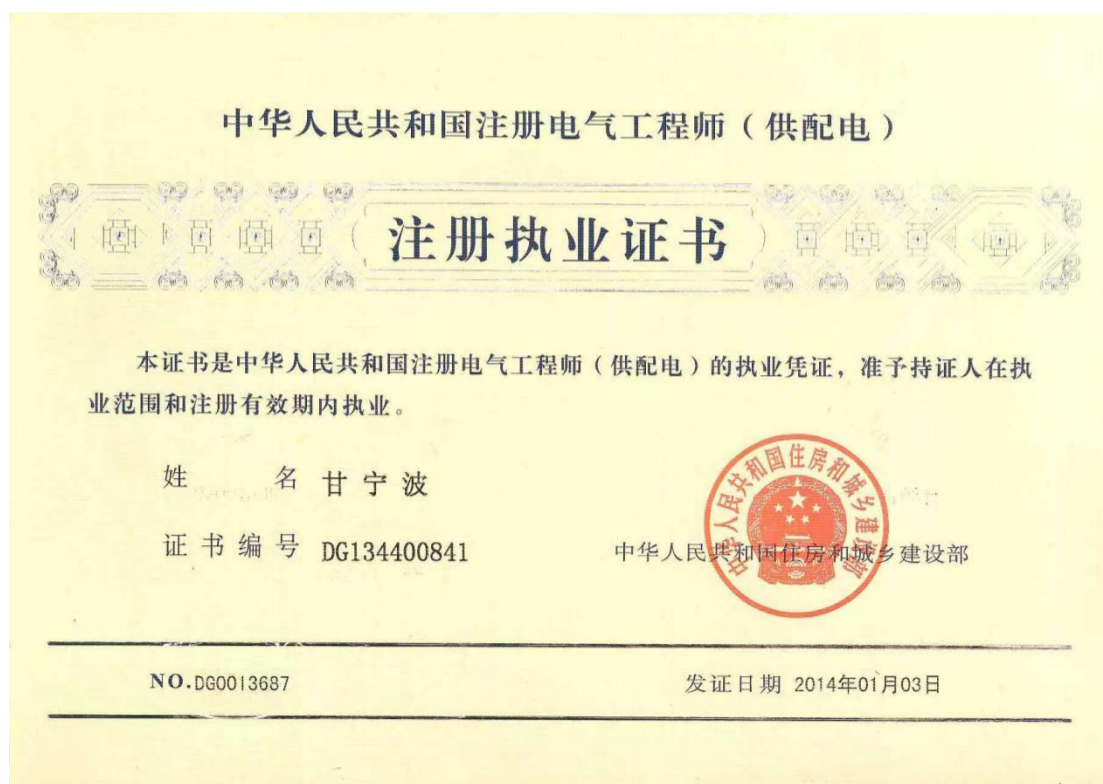 中华人民共和国注册电气工程师（供配电）
注册执业证书
本证书是中华人民共和国注册电气工程师（供配电）的执业凭证，准予持证人在执
业范围和注册有效期内执业。
姓 名 甘宁波
证书编号 DG134400841
中华人民共和国住房和城乡建设部
中华人民共和国住房和城乡建设部
NO.DG0013687
发证日期 2014年01月03日